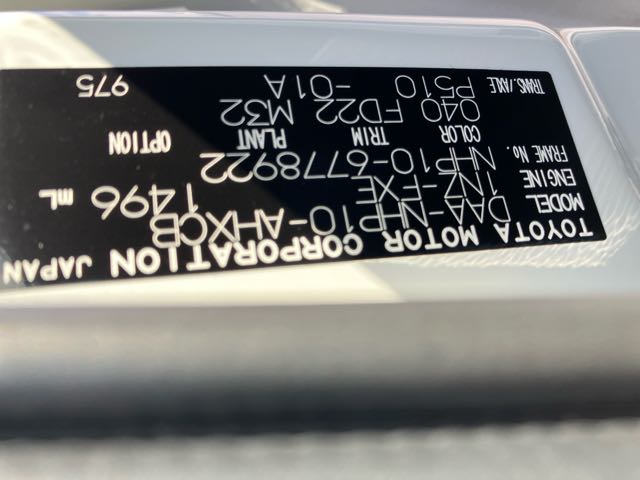 TOYOTA MOTOR CORPORATION JAPAN
MODEL DAA-NHP10-AHXCB
ENGINE 1NZ-FXE 1496 mL
FRAME No. NHP10-6778922
COLOR TRIM PLANT OPTION
040 FD22 M32
TRANS./AXLE P510 -01A 975